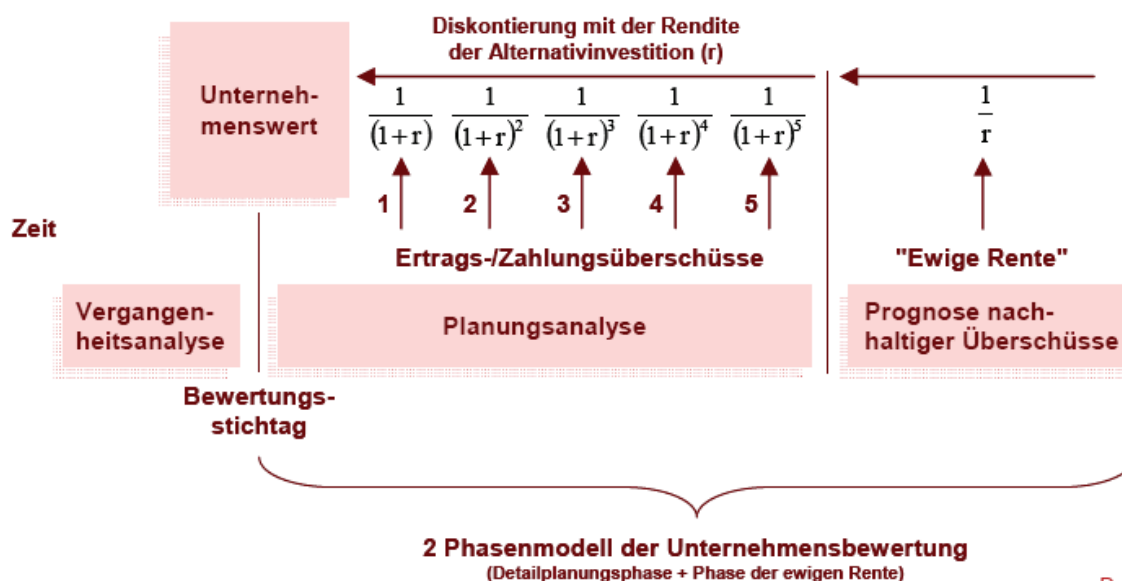 Diskontierung mit der Rendite
der Alternativinvestition (r)
Unterneh-
menswert
1/(1+r) 1/(1+r)² 1/(1+r)³ 1/(1+r)⁴ 1/(1+r)⁵ 1/r
1 2 3 4 5
Zeit
Ertrags-/Zahlungsüberschüsse
"Ewige Rente"
Vergangen-
heitsanalyse
Planungsanalyse
Prognose nach-
haltiger Überschüsse
Bewertungs-
stichtag
2 Phasenmodell der Unternehmensbewertung
(Detailplanungsphase + Phase der ewigen Rente)